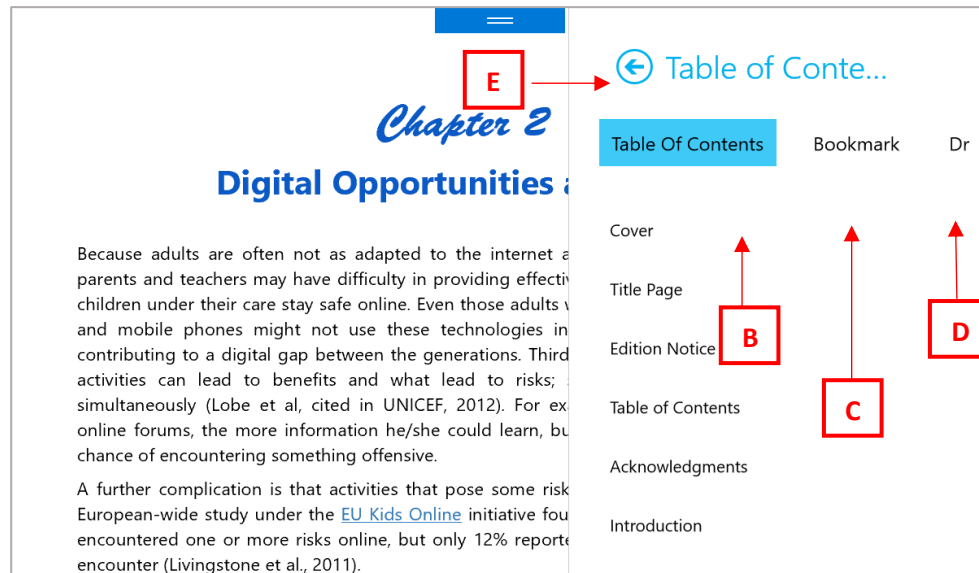 Chapter 2
Digital Opportunities a
Because adults are often not as adapted to the internet a
parents and teachers may have difficulty in providing effectiv
children under their care stay safe online. Even those adults w
and mobile phones might not use these technologies in
contributing to a digital gap between the generations. Third
activities can lead to benefits and what lead to risks; s
simultaneously (Lobe et al, cited in UNICEF, 2012). For exa
online forums, the more information he/she could learn, bu
chance of encountering something offensive.
A further complication is that activities that pose some risk
European-wide study under the EU Kids Online initiative fou
encountered one or more risks online, but only 12% reporte
encounter (Livingstone et al., 2011).
E
Table of Conte...
Table Of Contents Bookmark Dr
Cover
Title Page
Edition Notice
Table of Contents
Acknowledgments
Introduction
B
C
D